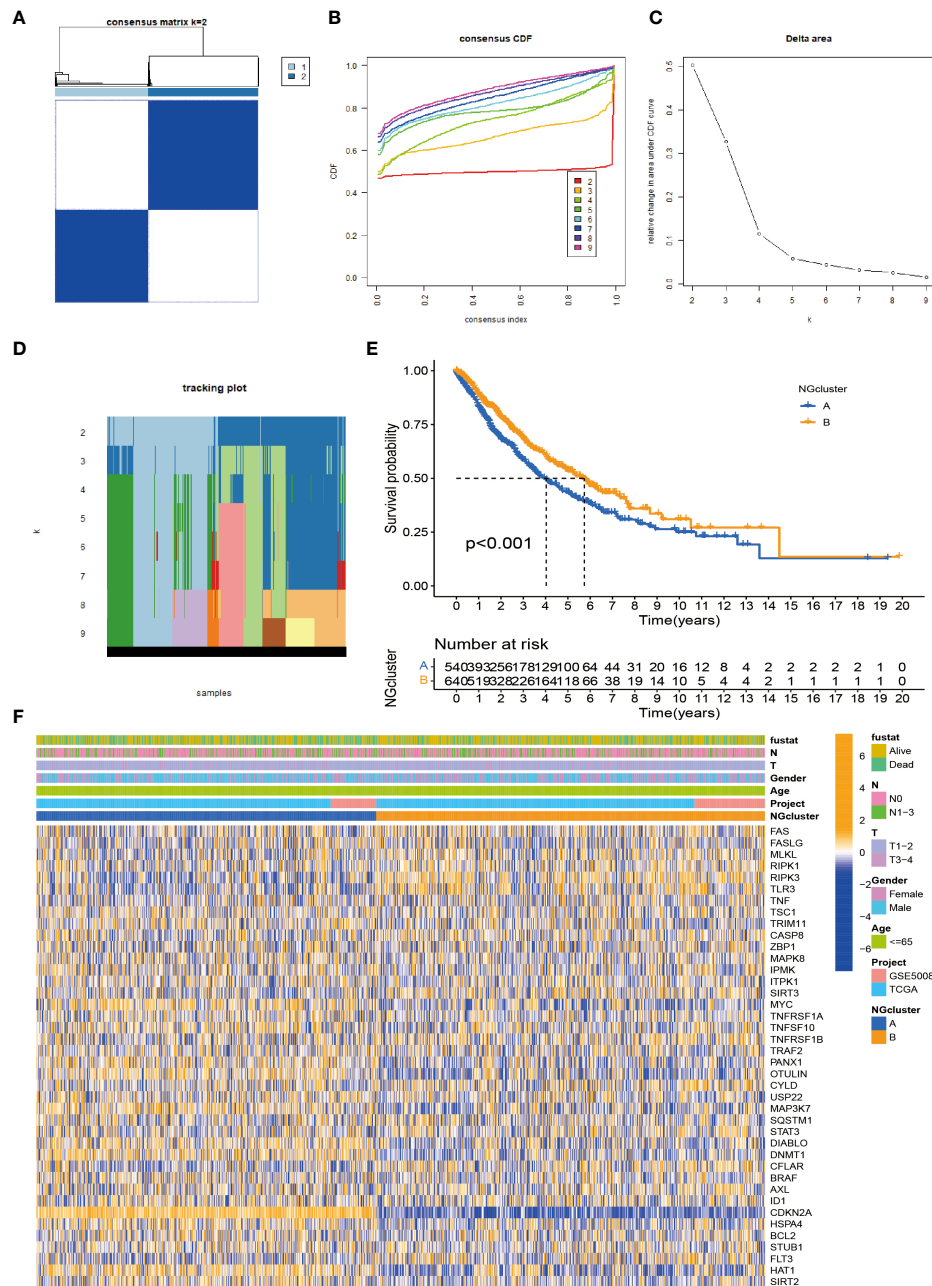 A
consensus matrix k=2
1
2
B
consensus CDF
CDF
1.0
0.8
0.6
0.4
0.2
0.0
2
3
4
5
6
7
8
9
0.0 0.2 0.4 0.6 0.8 1.0
consensus index
C
Delta area
relative change in area under CDF curve
0.5
0.4
0.3
0.2
0.1
0.0
2 3 4 5 6 7 8 9
k
D
tracking plot
k
2
3
4
5
6
7
8
9
samples
E
NGcluster
A
B
Survival probability
1.00
0.75
0.50
0.25
0.00
p<0.001
0 1 2 3 4 5 6 7 8 9 10 11 12 13 14 15 16 17 18 19 20
Time(years)
Number at risk
NGcluster
A 540 393 256 178 129 100 64 44 31 20 16 12 8 4 2 2 2 2 2 1 0
B 640 519 328 226 164 118 66 38 19 14 10 5 4 4 2 1 1 1 1 1 0
0 1 2 3 4 5 6 7 8 9 10 11 12 13 14 15 16 17 18 19 20
Time(years)
F
fustat
N
T
Gender
Age
Project
NGcluster
FAS
FASLG
MLKL
RIPK1
RIPK3
TLR3
TNF
TSC1
TRIM11
CASP8
ZBP1
MAPK8
IPMK
ITPK1
SIRT3
MYC
TNFRSF1A
TNFSF10
TNFRSF1B
TRAF2
PANX1
OTULIN
CYLD
USP22
MAP3K7
SQSTM1
STAT3
DIABLO
DNMT1
CFLAR
BRAF
AXL
ID1
CDKN2A
HSPA4
BCL2
STUB1
FLT3
HAT1
SIRT2
6
4
2
0
−2
−4
−6
fustat
Alive
Dead
N
N0
N1-3
T
T1-2
T3-4
Gender
Female
Male
Age
<=65
Project
GSE5008
TCGA
NGcluster
A
B